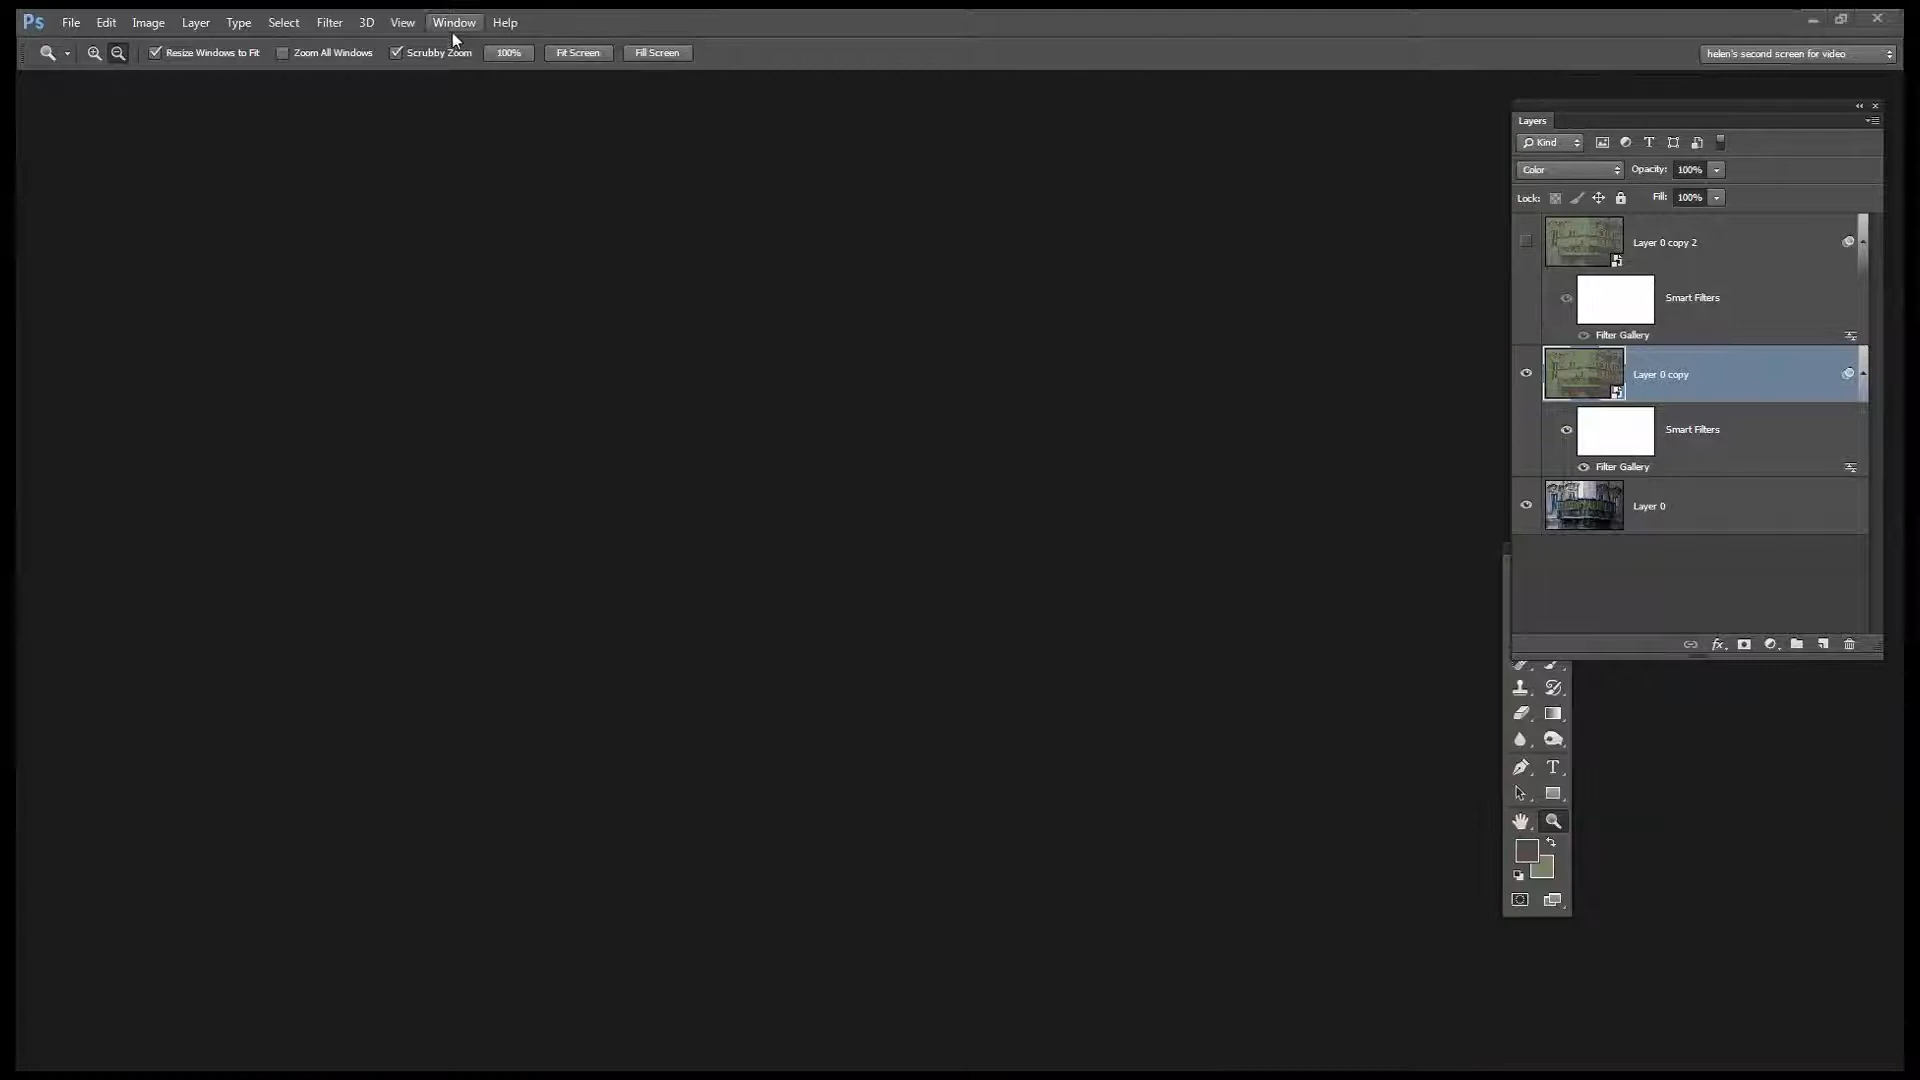 Ps File Edit Image Layer Type Select Filter 3D View Window Help
Resize Windows to Fit Zoom All Windows Scrubby Zoom 100% Fit Screen Fill Screen helen's second screen for video
Layers
Kind
Color Opacity: 100%
Lock: Fill: 100%
Layer 0 copy 2
Smart Filters
Filter Gallery
Layer 0 copy
Smart Filters
Filter Gallery
Layer 0
fx
T